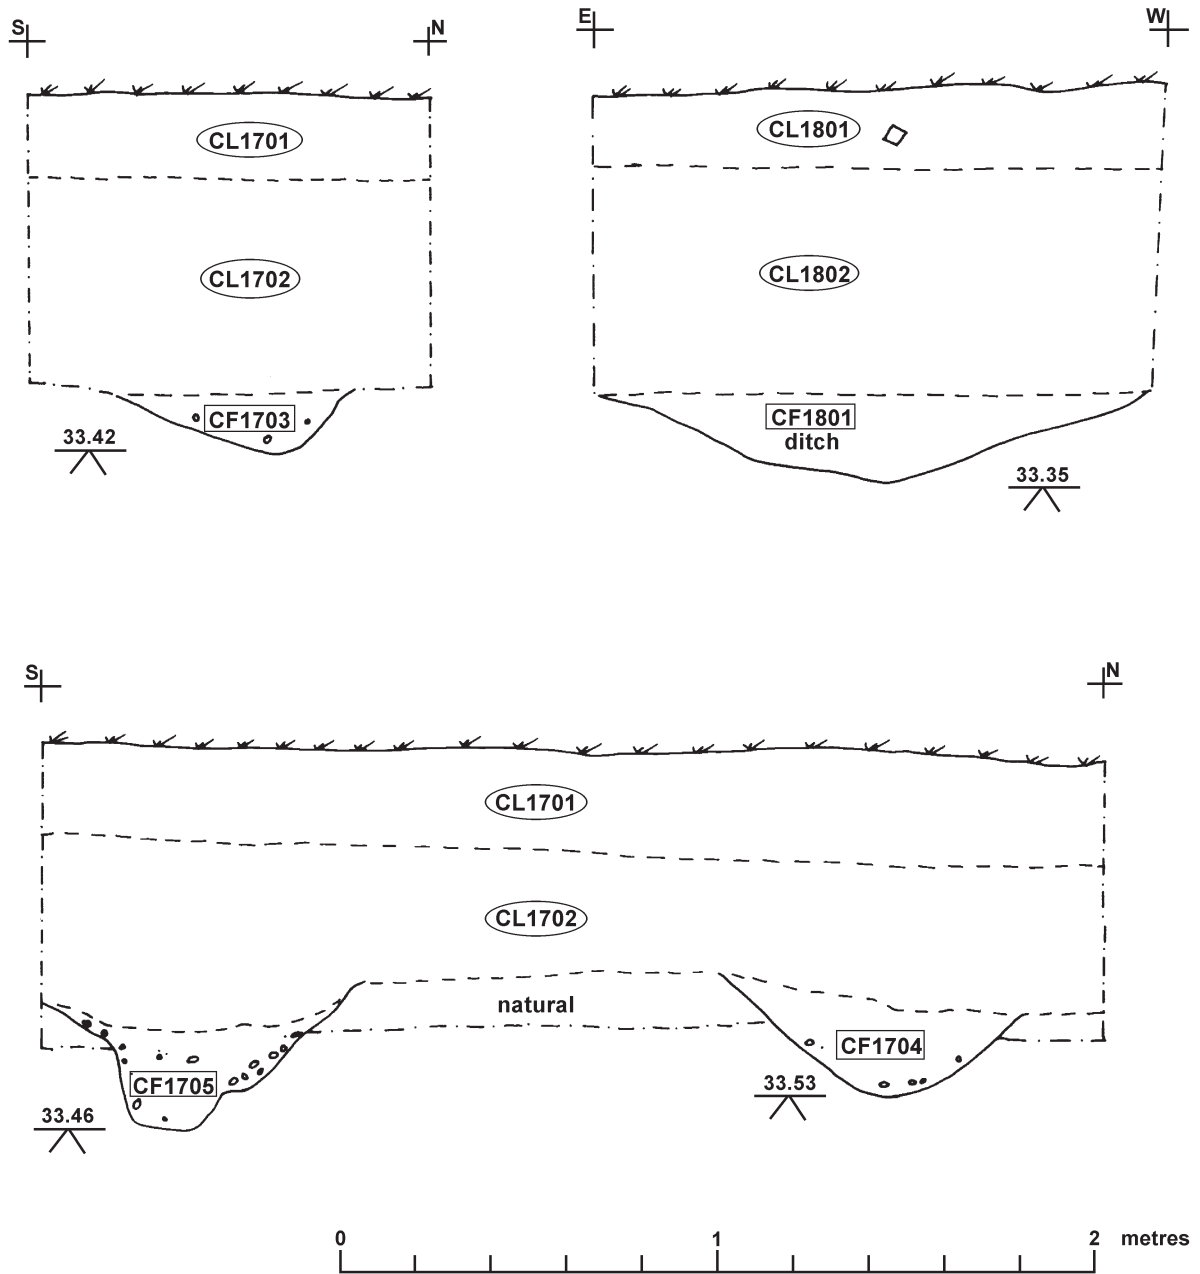 S N
CL1701
CL1702
CF1703
33.42
E W
CL1801
CL1802
CF1801
ditch
33.35
S N
CL1701
CL1702
natural
CF1704
CF1705
33.53
33.46
0 1 2 metres